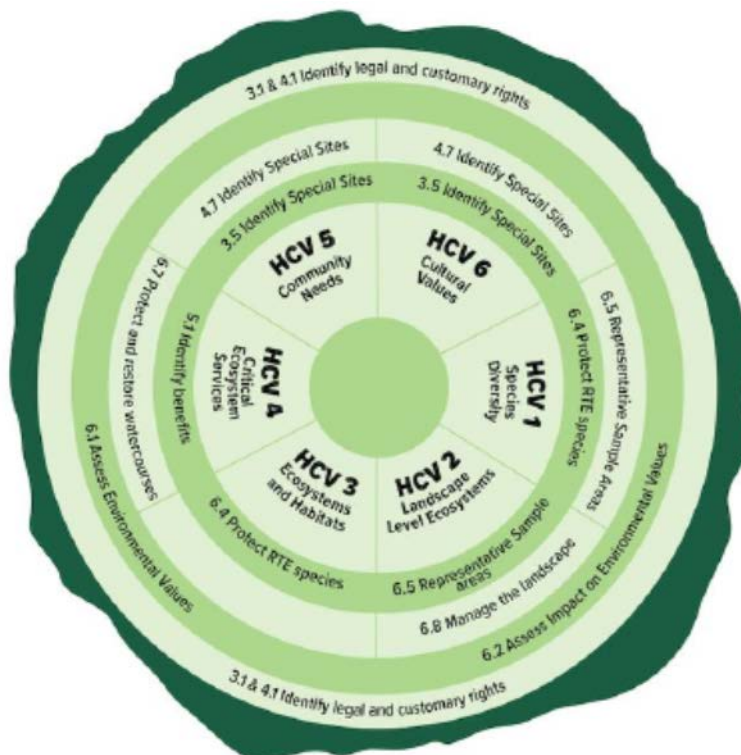 3.1 & 4.1 Identify legal and customary rights
4.7 Identify Special Sites
4.7 Identify Special Sites
3.5 Identify Special Sites
3.5 Identify Special Sites
HCV 5
Community
Needs
HCV 6
Cultural
Values
6.7 Protect and restore watercourses
5.1 Identify benefits
HCV 4
Critical
Ecosystem
Services
HCV 1
Species
Diversity
6.4 Protect RTE species
6.5 Representative Sample Areas
HCV 3
Ecosystems
and Habitats
HCV 2
Landscape
Level Ecosystems
6.4 Protect RTE species
6.5 Representative Sample
areas
6.8 Manage the landscape
6.1 Assess Environmental Values
6.2 Assess Impact on Environmental Values
3.1 & 4.1 Identify legal and customary rights